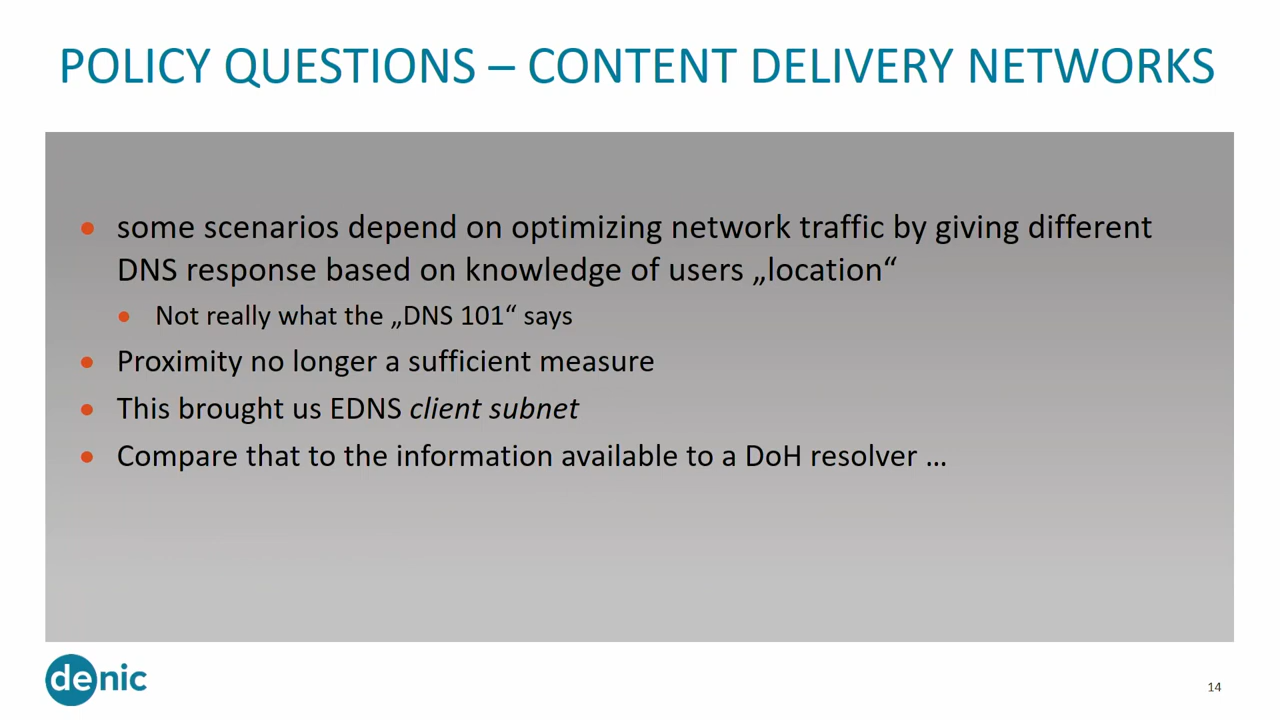 POLICY QUESTIONS – CONTENT DELIVERY NETWORKS
some scenarios depend on optimizing network traffic by giving different
DNS response based on knowledge of users „location“
Not really what the „DNS 101“ says
Proximity no longer a sufficient measure
This brought us EDNS client subnet
Compare that to the information available to a DoH resolver …
denic
14